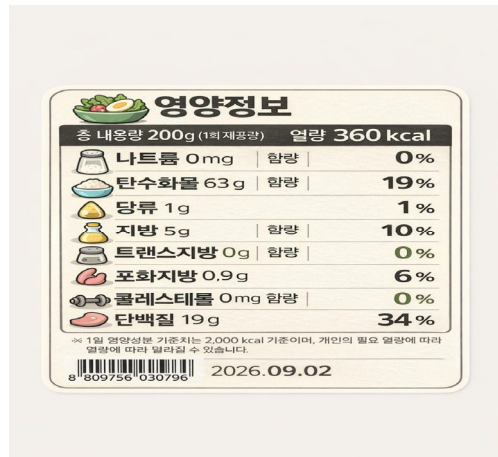 영양정보
총 내용량 200g (1회 제공량) 열량 360 kcal
나트륨 0mg 함량 0%
탄수화물 63g 함량 19%
당류 1g 1%
지방 5g 함량 10%
트랜스지방 0g 함량 0%
포화지방 0.9g 6%
콜레스테롤 0mg 함량 0%
단백질 19g 34%
※ 1일 영양성분 기준치는 2,000 kcal 기준이며, 개인의 필요 열량에 따라
열량에 따라 달라질 수 있습니다.
8 809756 030796
2026.09.02